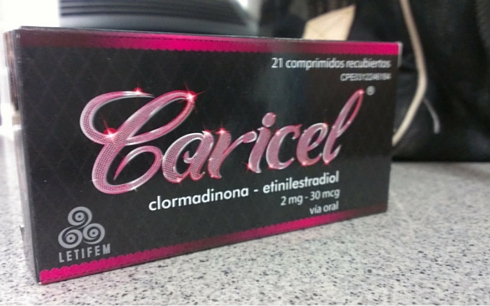 21 comprimidos recubiertos
Caricel®
clormadinona - etinilestradiol
2 mg - 30 mcg
vía oral
LETIFEM